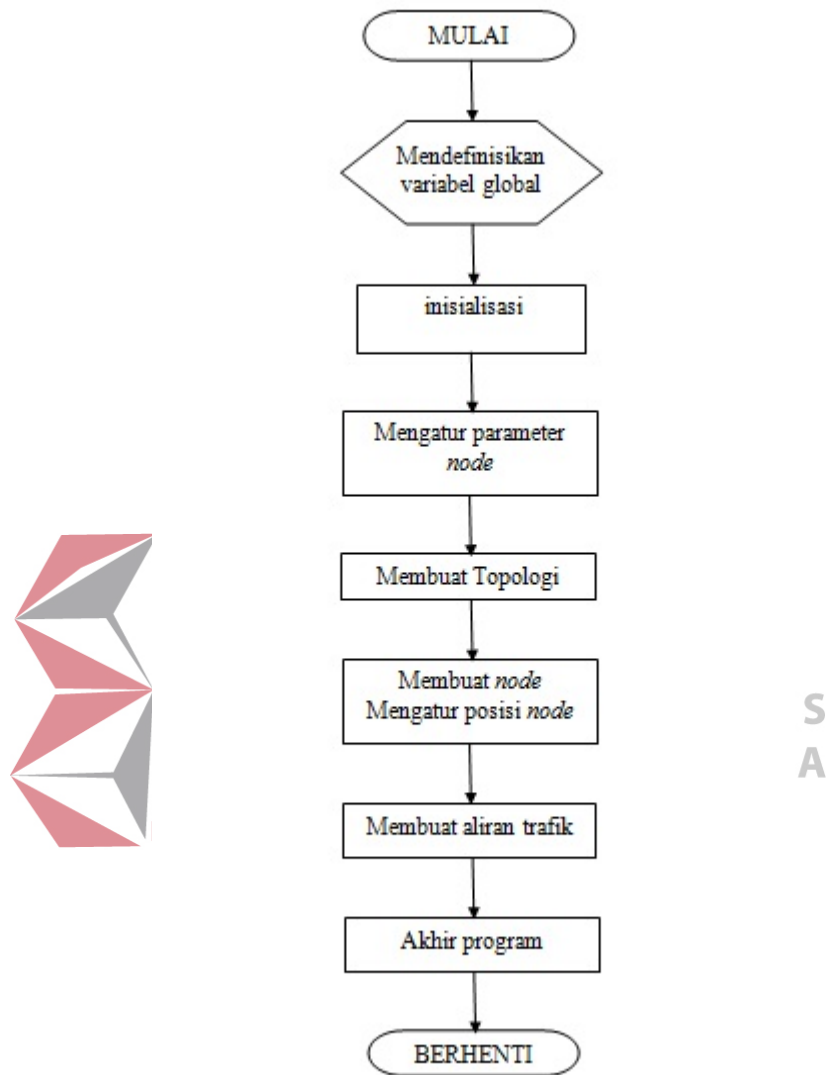 MULAI
Mendefinisikan
variabel global
inisialisasi
Mengatur parameter
node
Membuat Topologi
Membuat node
Mengatur posisi node
S
A
Membuat aliran trafik
Akhir program
BERHENTI